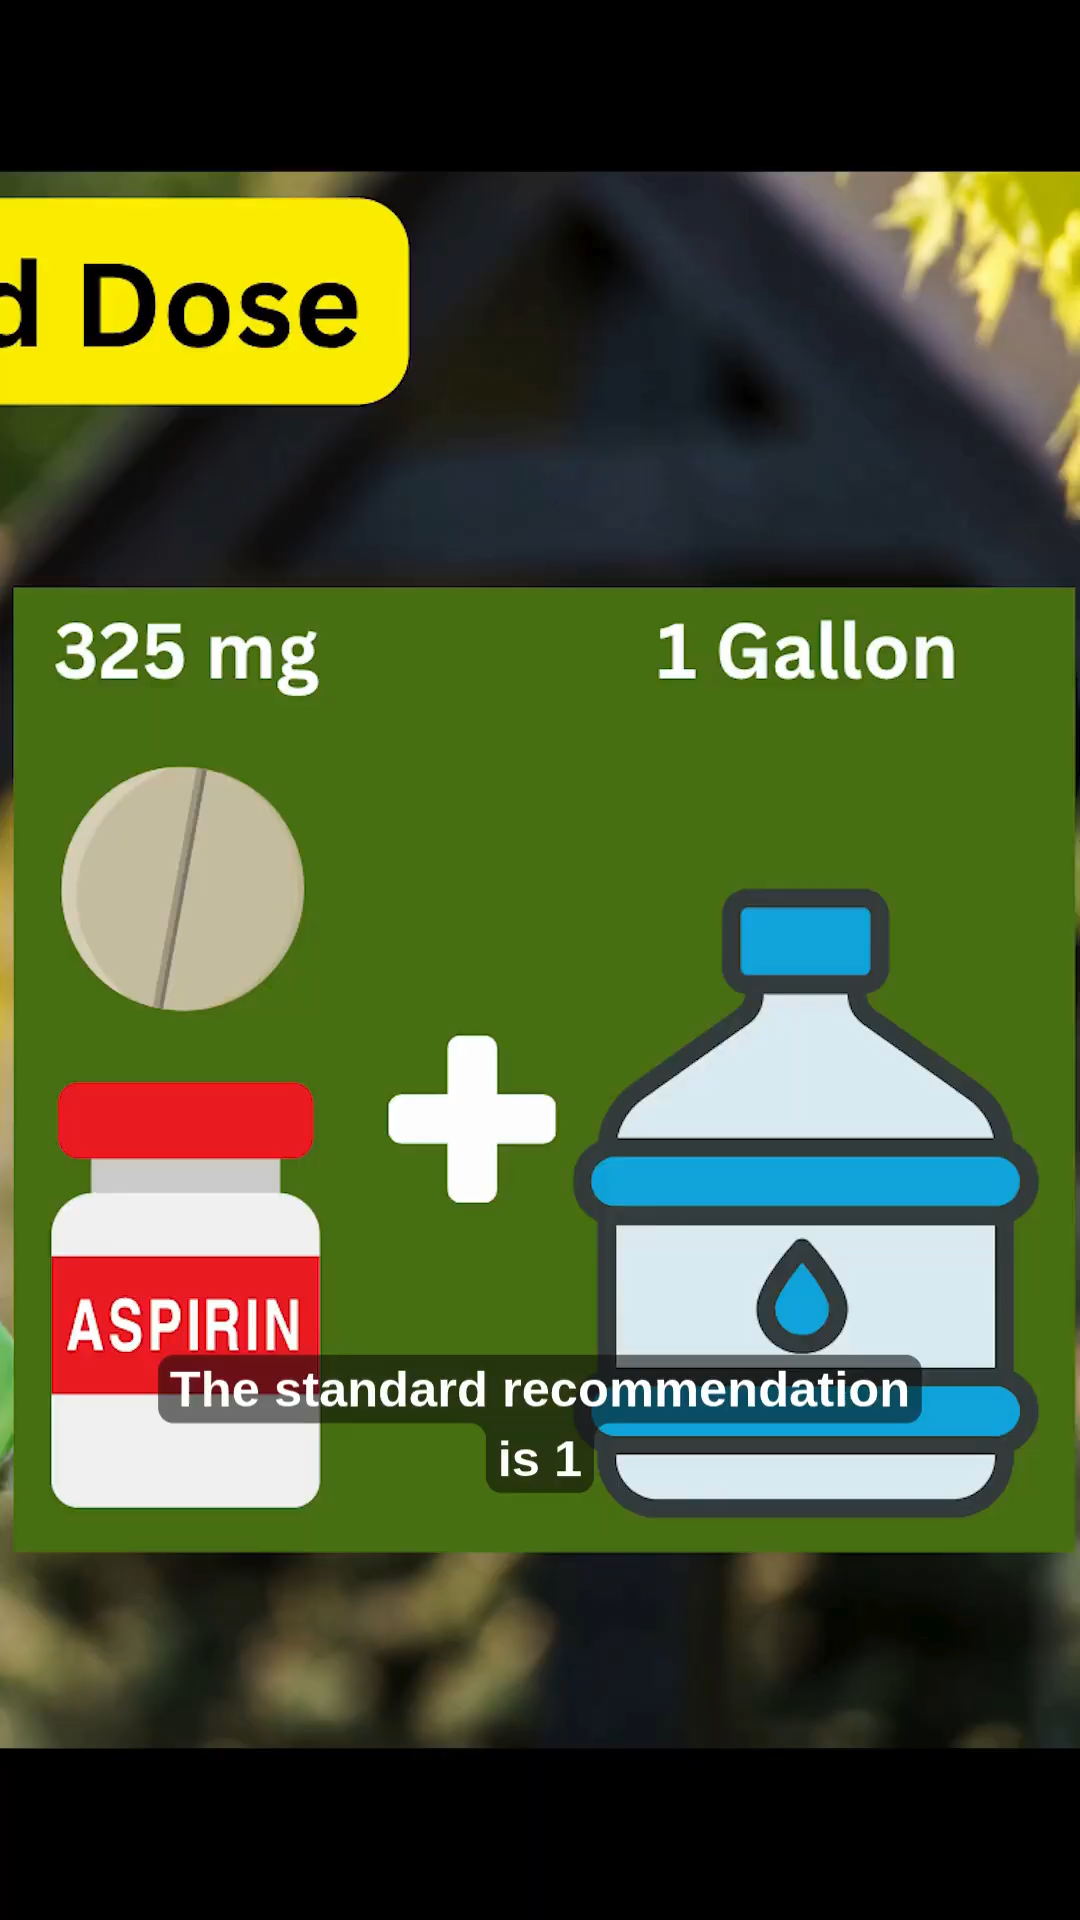 d Dose
325 mg
1 Gallon
ASPIRIN
The standard recommendation
is 1